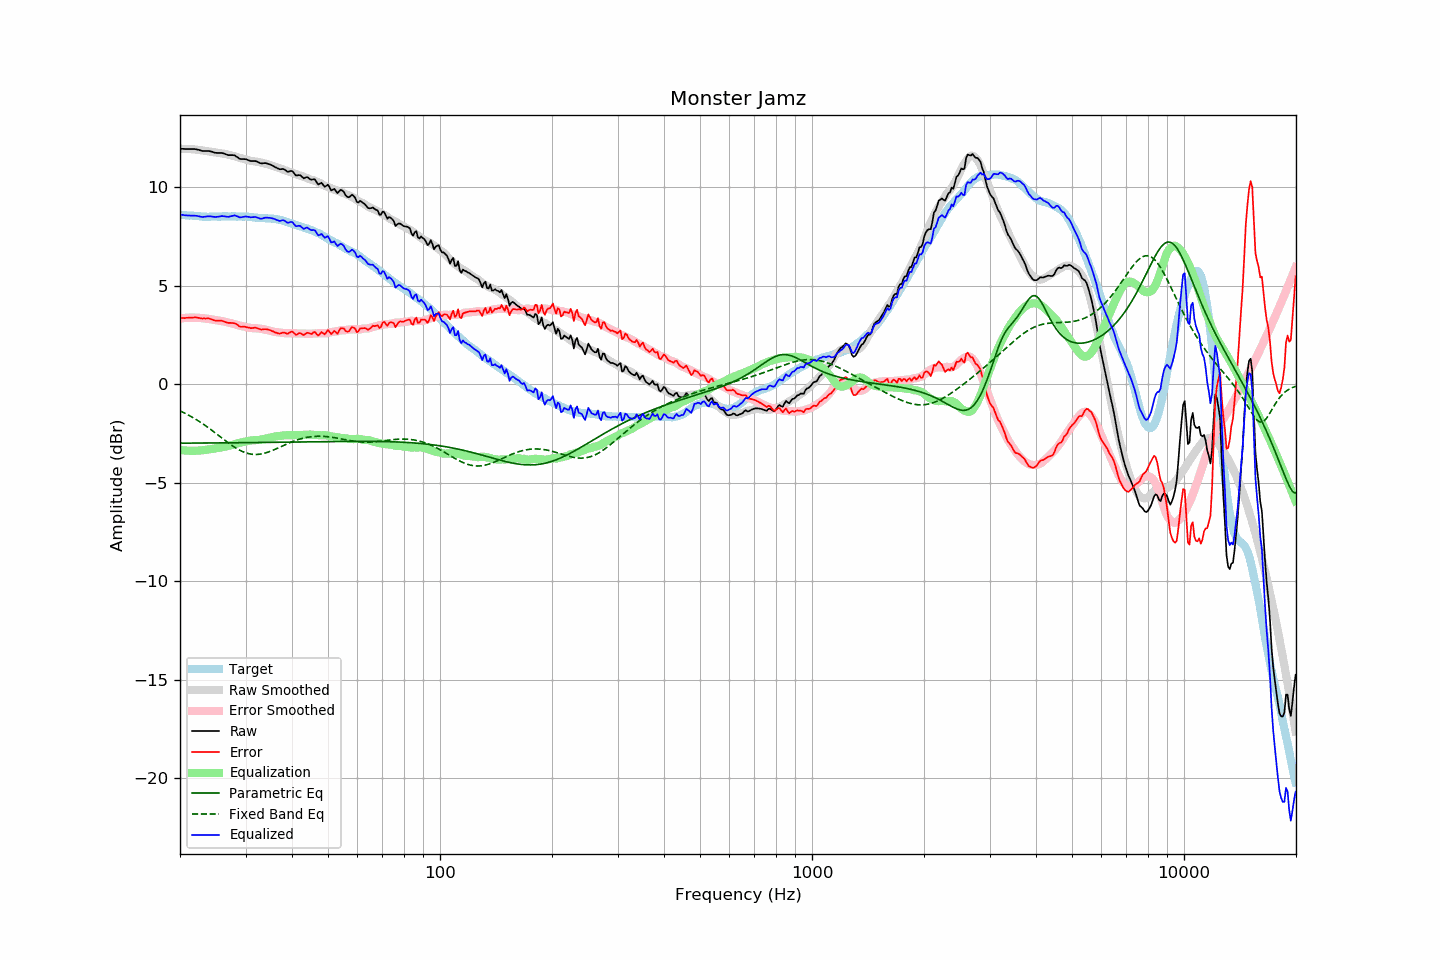 Monster Jamz
10
5
0
−5
−10
−15
−20
Amplitude (dBr)
Target
Raw Smoothed
Error Smoothed
Raw
Error
Equalization
Parametric Eq
Fixed Band Eq
Equalized
100
1000
10000
Frequency (Hz)